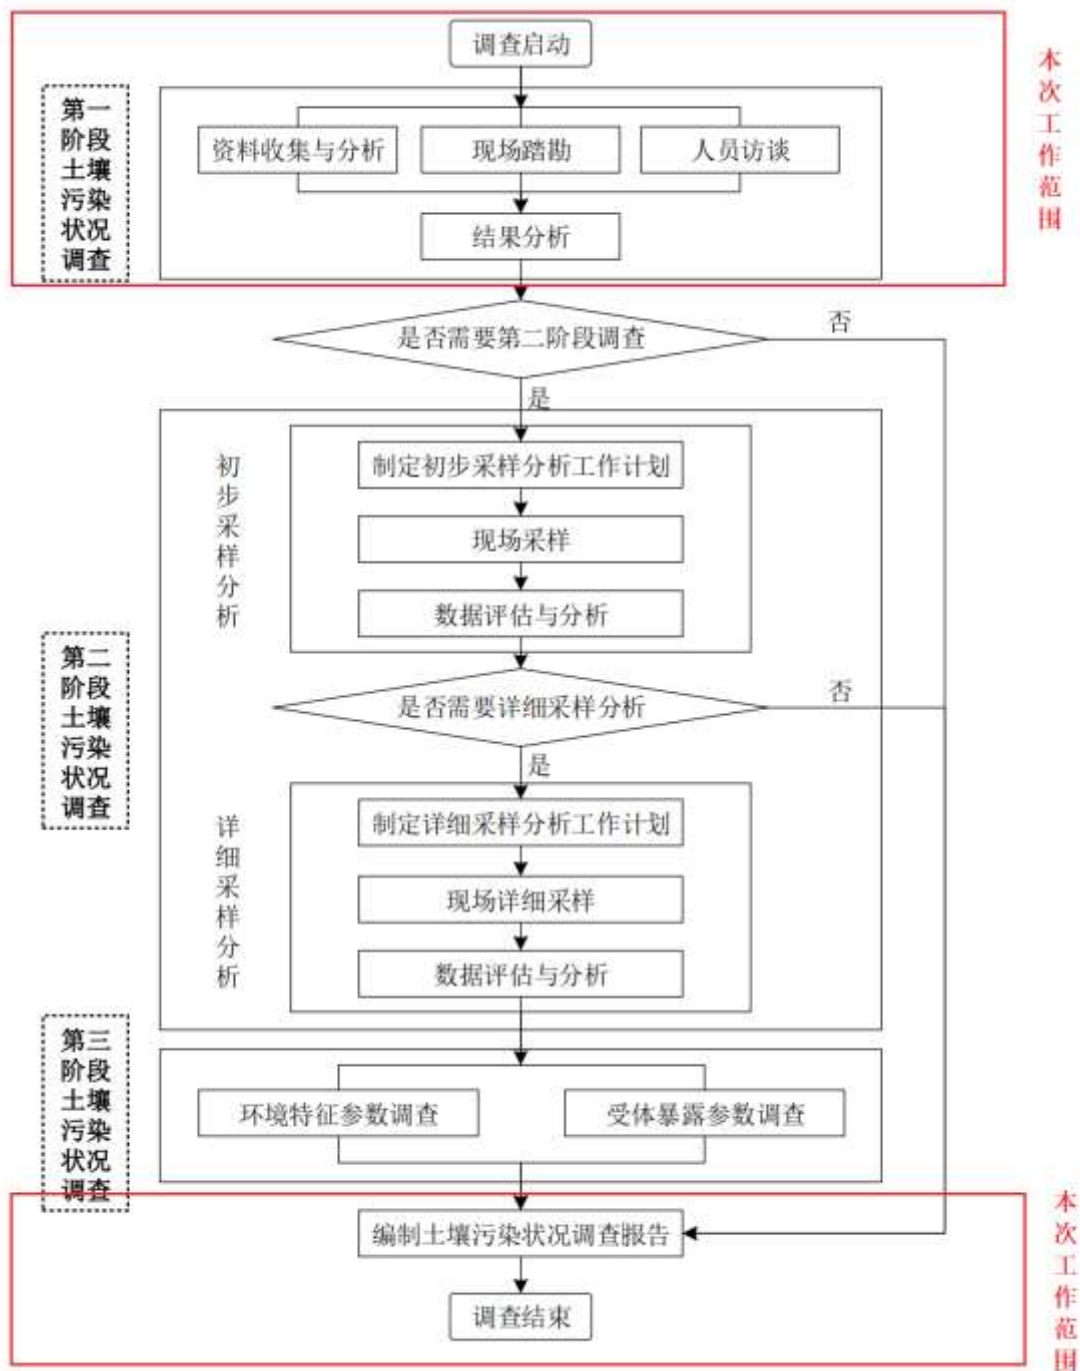 调查启动
本次工作范围
第一
阶段
土壤
污染
状况
调查
资料收集与分析
现场踏勘
人员访谈
结果分析
是否需要第二阶段调查
否
是
初步采样分析
制定初步采样分析工作计划
现场采样
数据评估与分析
第二
阶段
土壤
污染
状况
调查
是否需要详细采样分析
否
是
详细采样分析
制定详细采样分析工作计划
现场详细采样
数据评估与分析
第三
阶段
土壤
污染
状况
调查
环境特征参数调查
受体暴露参数调查
本次工作范围
编制土壤污染状况调查报告
调查结束